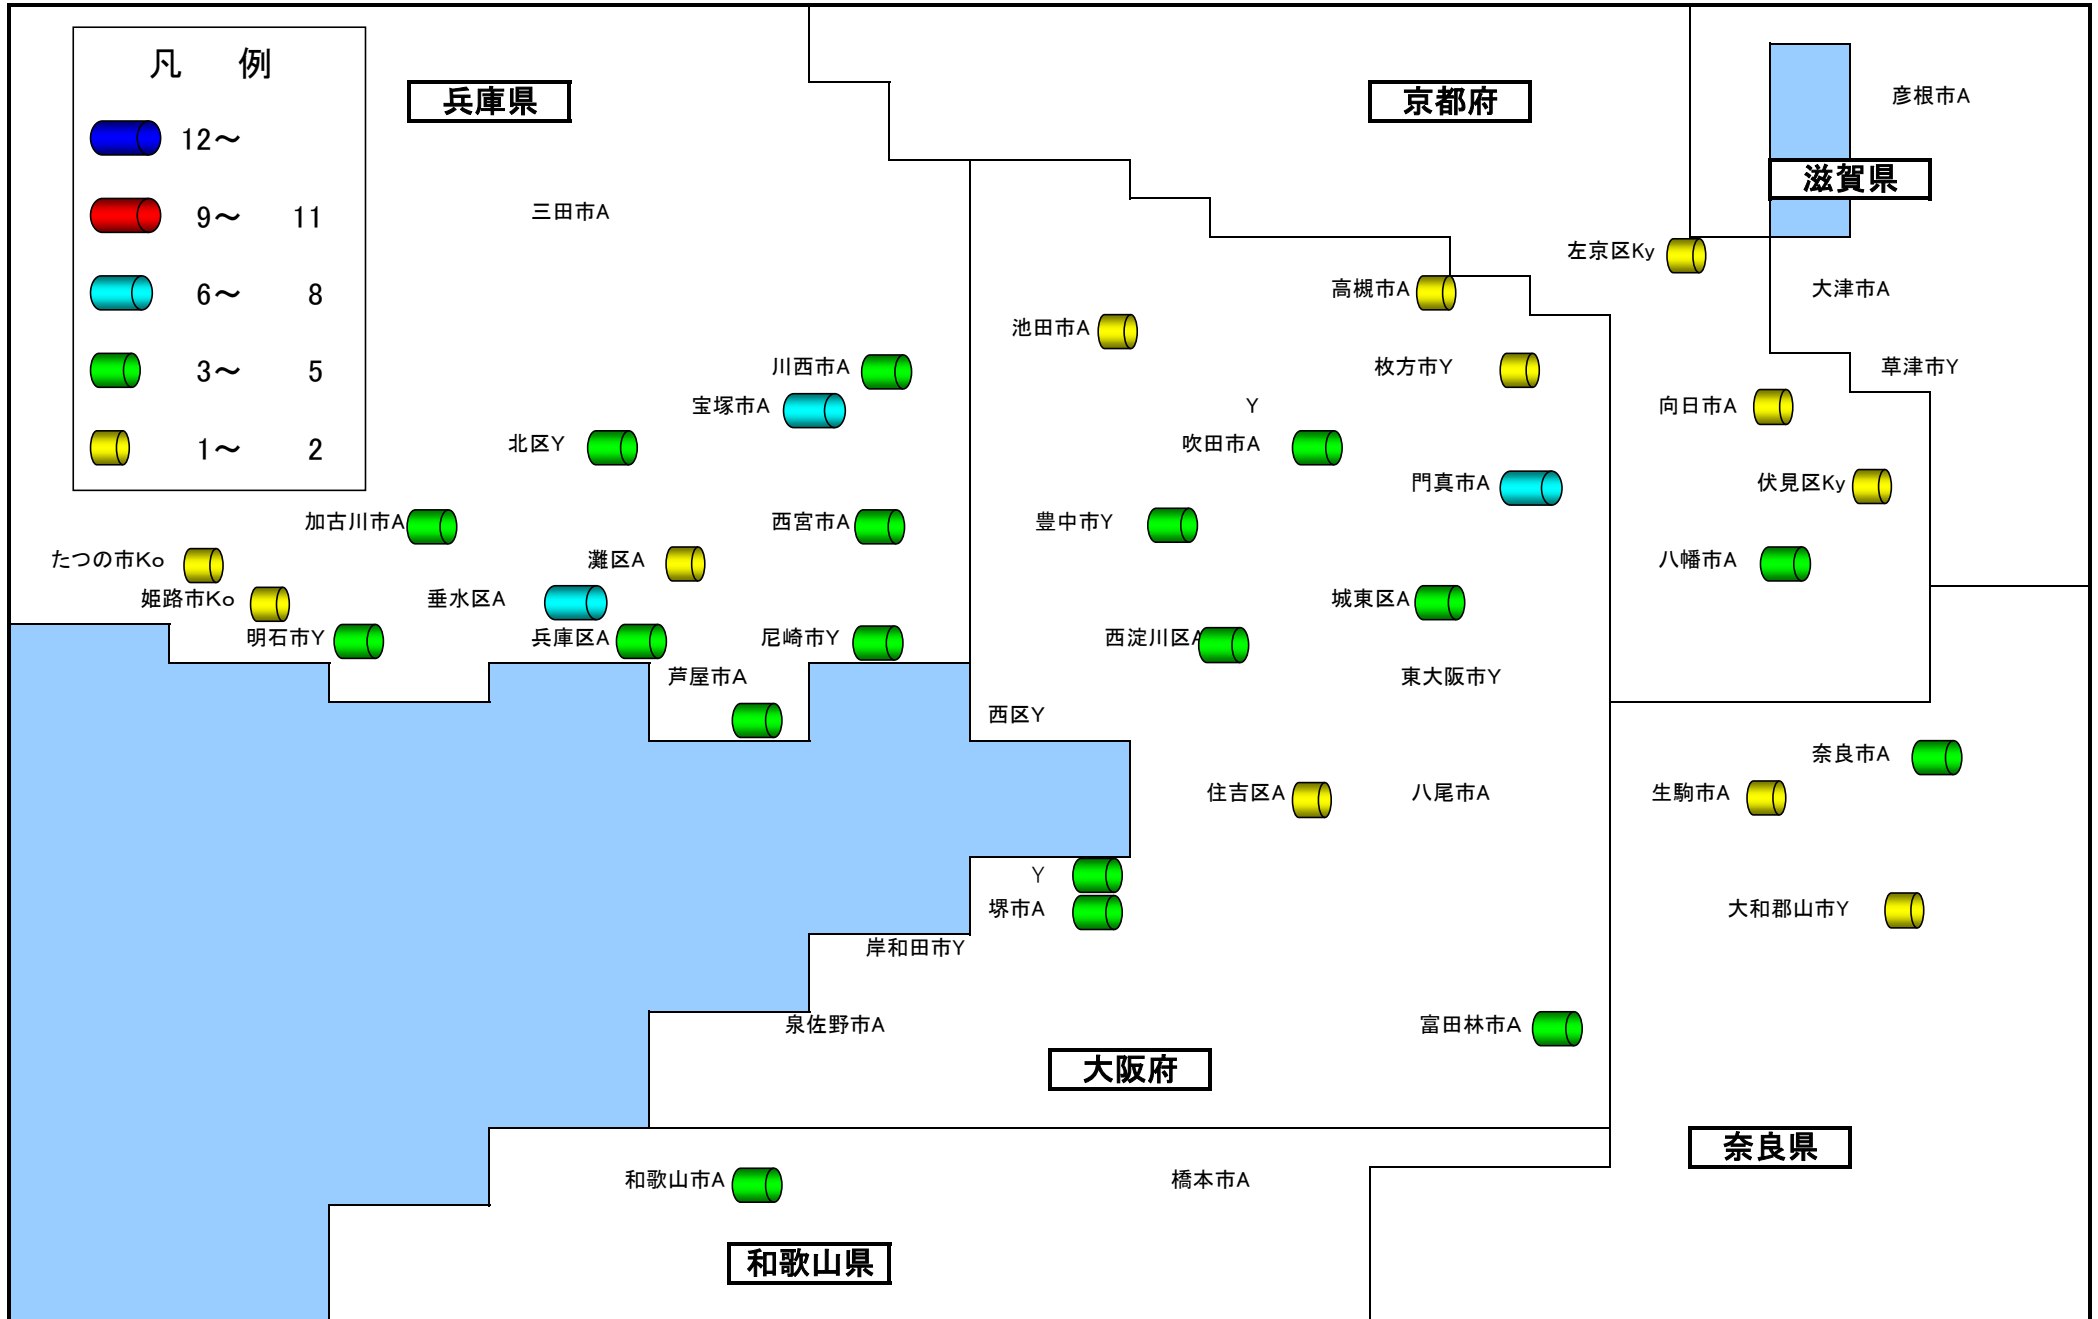 凡 例
12～
9～ 11
6～ 8
3～ 5
1～ 2
兵庫県
京都府
彦根市A
滋賀県
三田市A
左京区Ky
高槻市A
大津市A
池田市A
川西市A
枚方市Y
草津市Y
宝塚市A
Y
向日市A
北区Y
吹田市A
門真市A
伏見区Ky
加古川市A
西宮市A
豊中市Y
たつの市Ko
灘区A
八幡市A
姫路市Ko
垂水区A
城東区A
明石市Y
兵庫区A
尼崎市Y
西淀川区A
芦屋市A
東大阪市Y
西区Y
奈良市A
住吉区A
八尾市A
生駒市A
Y
堺市A
大和郡山市Y
岸和田市Y
泉佐野市A
富田林市A
大阪府
奈良県
和歌山市A
橋本市A
和歌山県